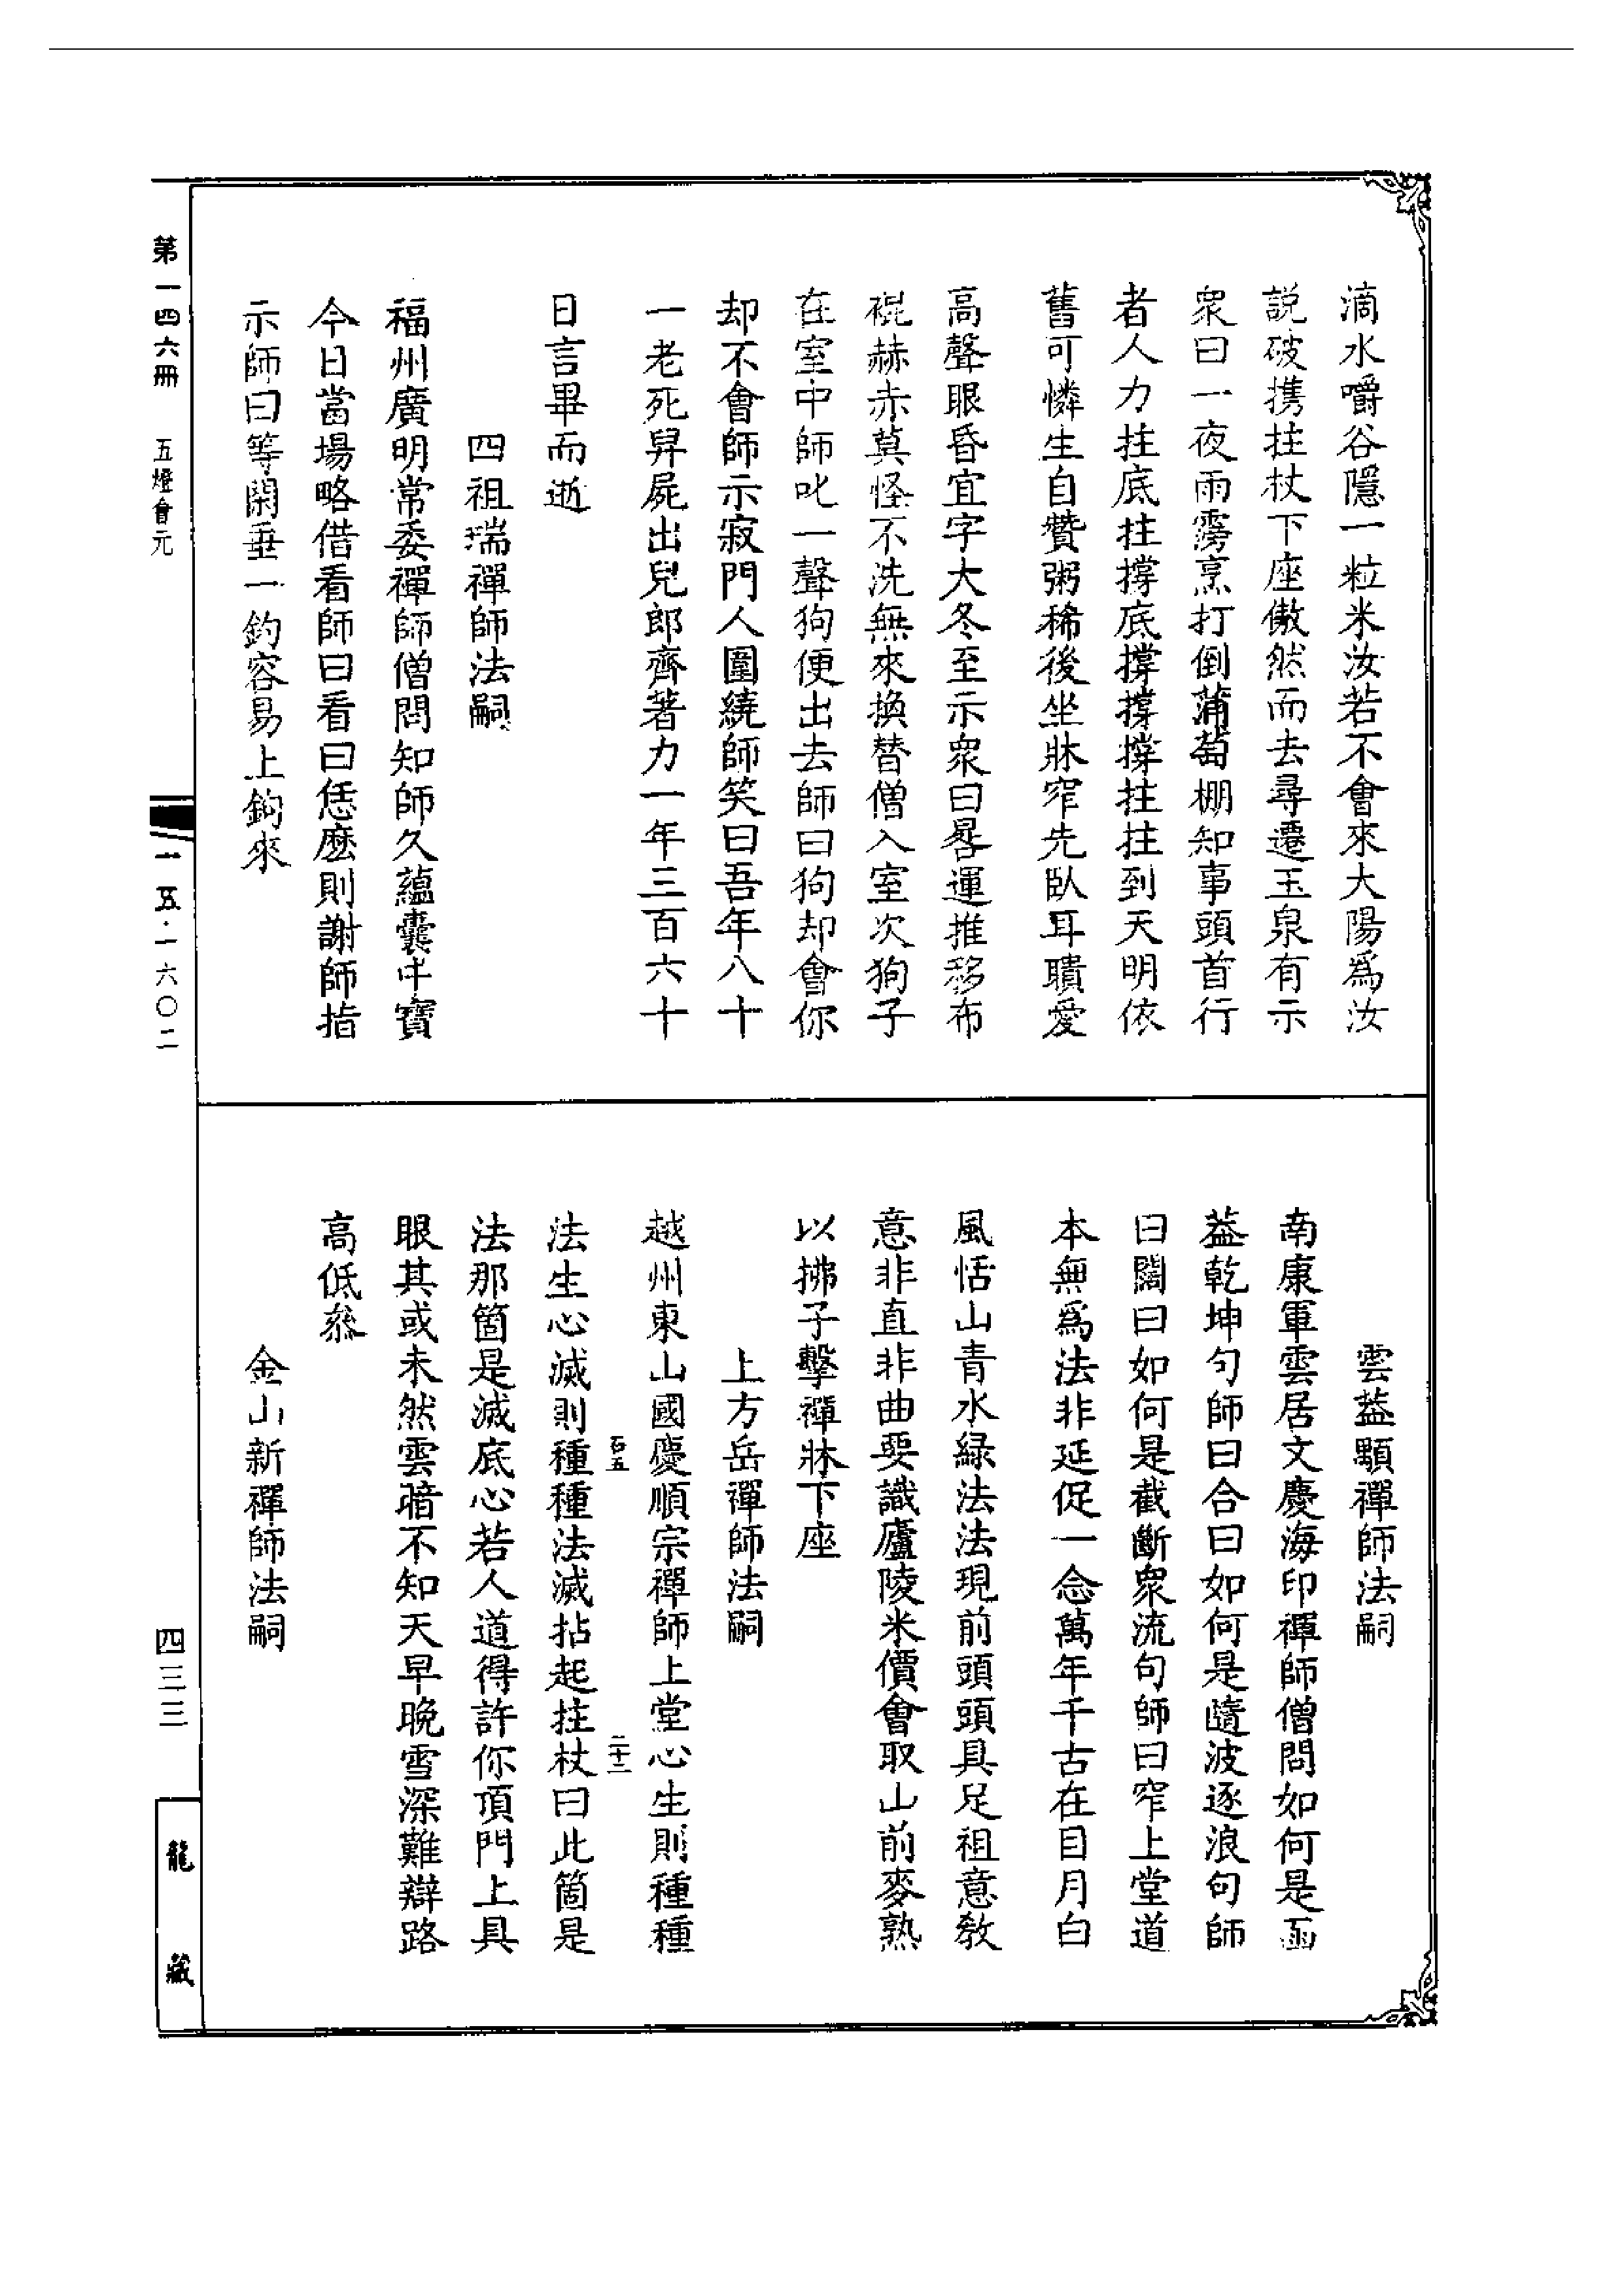 滴水嚼谷隱一粒米汝若不會來大陽爲汝
説破携拄杖下座傲然而去尋遷玉泉有示
衆曰一夜雨霶烹打倒蒲萄棚知事頭首行
者人力拄底拄撐底撐撐撐拄拄到天明依
舊可憐生自贊粥稀後坐牀窄先臥耳聵愛
高聲眼昏宜字大冬至示衆曰晷運推移布
裩赫赤莫怪不洗無來換替僧入室次狗子
在室中師叱一聲狗便出去師曰狗却會你
却不會師示寂門人圍繞師笑曰吾年八十
一老死舁屍出兒郎齊著力一年三百六十
日言畢而逝
四祖瑞禪師法嗣
福州廣明常委禪師僧問知師久蘊囊中寶
今日當場略借看師曰看曰恁麽則謝師指
示師曰等閑垂一釣容易上鉤來
雲葢顒禪師法嗣
南康軍雲居文慶海印禪師僧問如何是函
葢乾坤句師曰合曰如何是隨波逐浪句師
曰闊曰如何是截斷衆流句師曰窄上堂道
本無爲法非延促一念萬年千古在目月白
風恬山青水緑法法現前頭頭具足祖意教
意非直非曲要識廬陵米價會取山前麥熟
以拂子擊禪牀下座
上方岳禪師法嗣
越州東山國慶順宗禪師上堂心生則種種
石五
二十二
法生心滅則種種法滅拈起拄杖曰此箇是
法那箇是滅底心若人道得許你頂門上具
眼其或未然雲暗不知天早晚雪深難辯路
高低叅
金山新禪師法嗣
第一四六冊
五燈會元
一五·一六〇二
四三三
龍藏